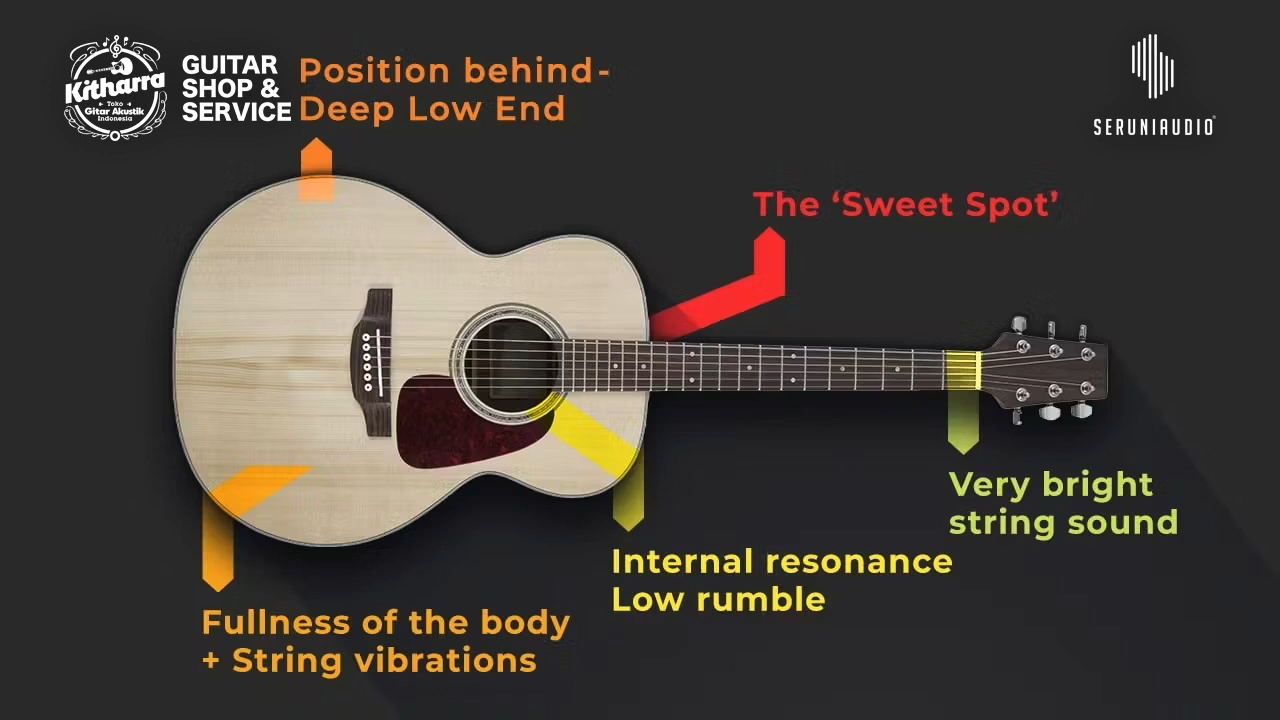 Kitharra
Toko
Gitar Akustik
Indonesia
GUITAR
SHOP &
SERVICE
Position behind-
Deep Low End
SERUNIAUDIO
The ‘Sweet Spot’
Very bright
string sound
Internal resonance
Low rumble
Fullness of the body
+ String vibrations